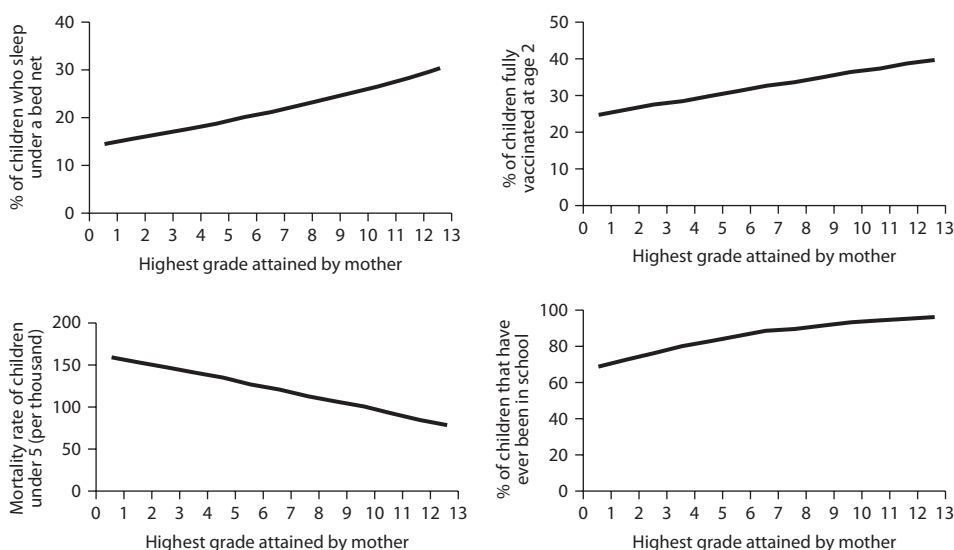 % of children who sleep
under a bed net
40
30
20
10
0
0 1 2 3 4 5 6 7 8 9 10 11 12 13
Highest grade attained by mother
% of children fully
vaccinated at age 2
50
40
30
20
10
0
0 1 2 3 4 5 6 7 8 9 10 11 12 13
Highest grade attained by mother
Mortality rate of children
under 5 (per thousand)
200
150
100
50
0
0 1 2 3 4 5 6 7 8 9 10 11 12 13
Highest grade attained by mother
% of children that have
ever been in school
100
80
60
40
20
0
0 1 2 3 4 5 6 7 8 9 10 11 12 13
Highest grade attained by mother